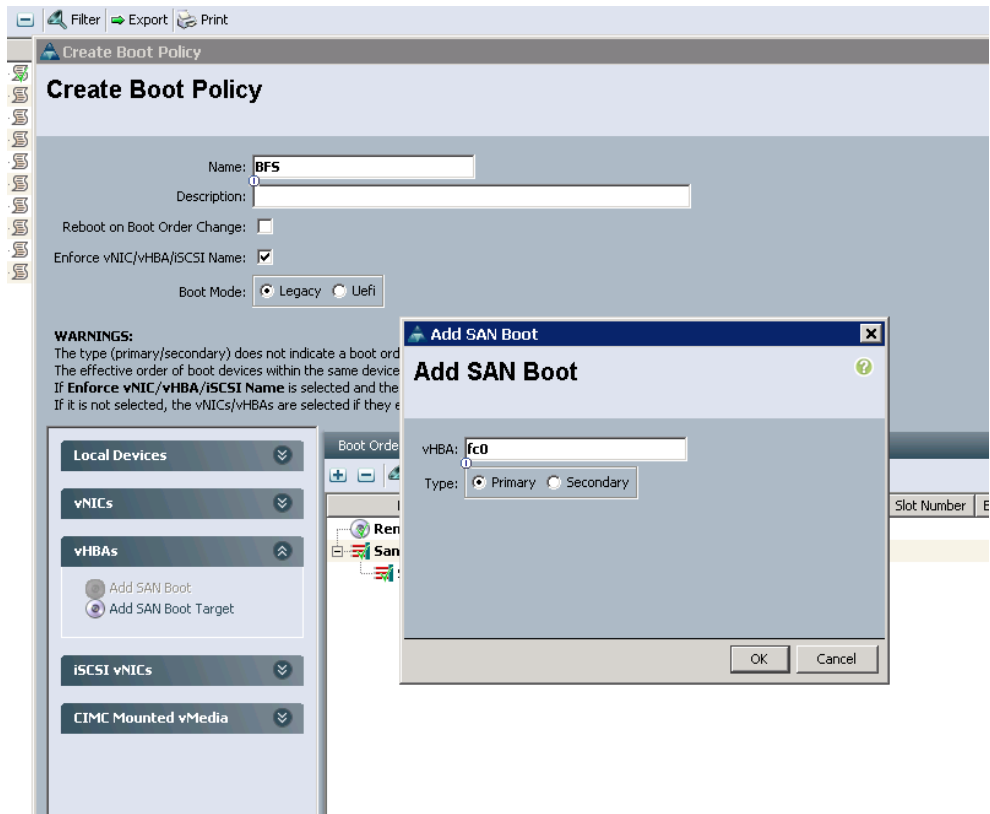 Filter Export Print
Create Boot Policy
Create Boot Policy
Name: BFS
Description:
Reboot on Boot Order Change:
Enforce vNIC/vHBA/iSCSI Name:
Boot Mode: Legacy Uefi
WARNINGS:
The type (primary/secondary) does not indicate a boot ord
The effective order of boot devices within the same device
If Enforce vNIC/vHBA/iSCSI Name is selected and the
If it is not selected, the vNICs/vHBAs are selected if they e
Local Devices
vNICs
vHBAs
Add SAN Boot
Add SAN Boot Target
iSCSI vNICs
CIMC Mounted vMedia
Boot Orde
Slot Number
Ren
San
Add SAN Boot
Add SAN Boot
vHBA: fc0
Type: Primary Secondary
OK Cancel